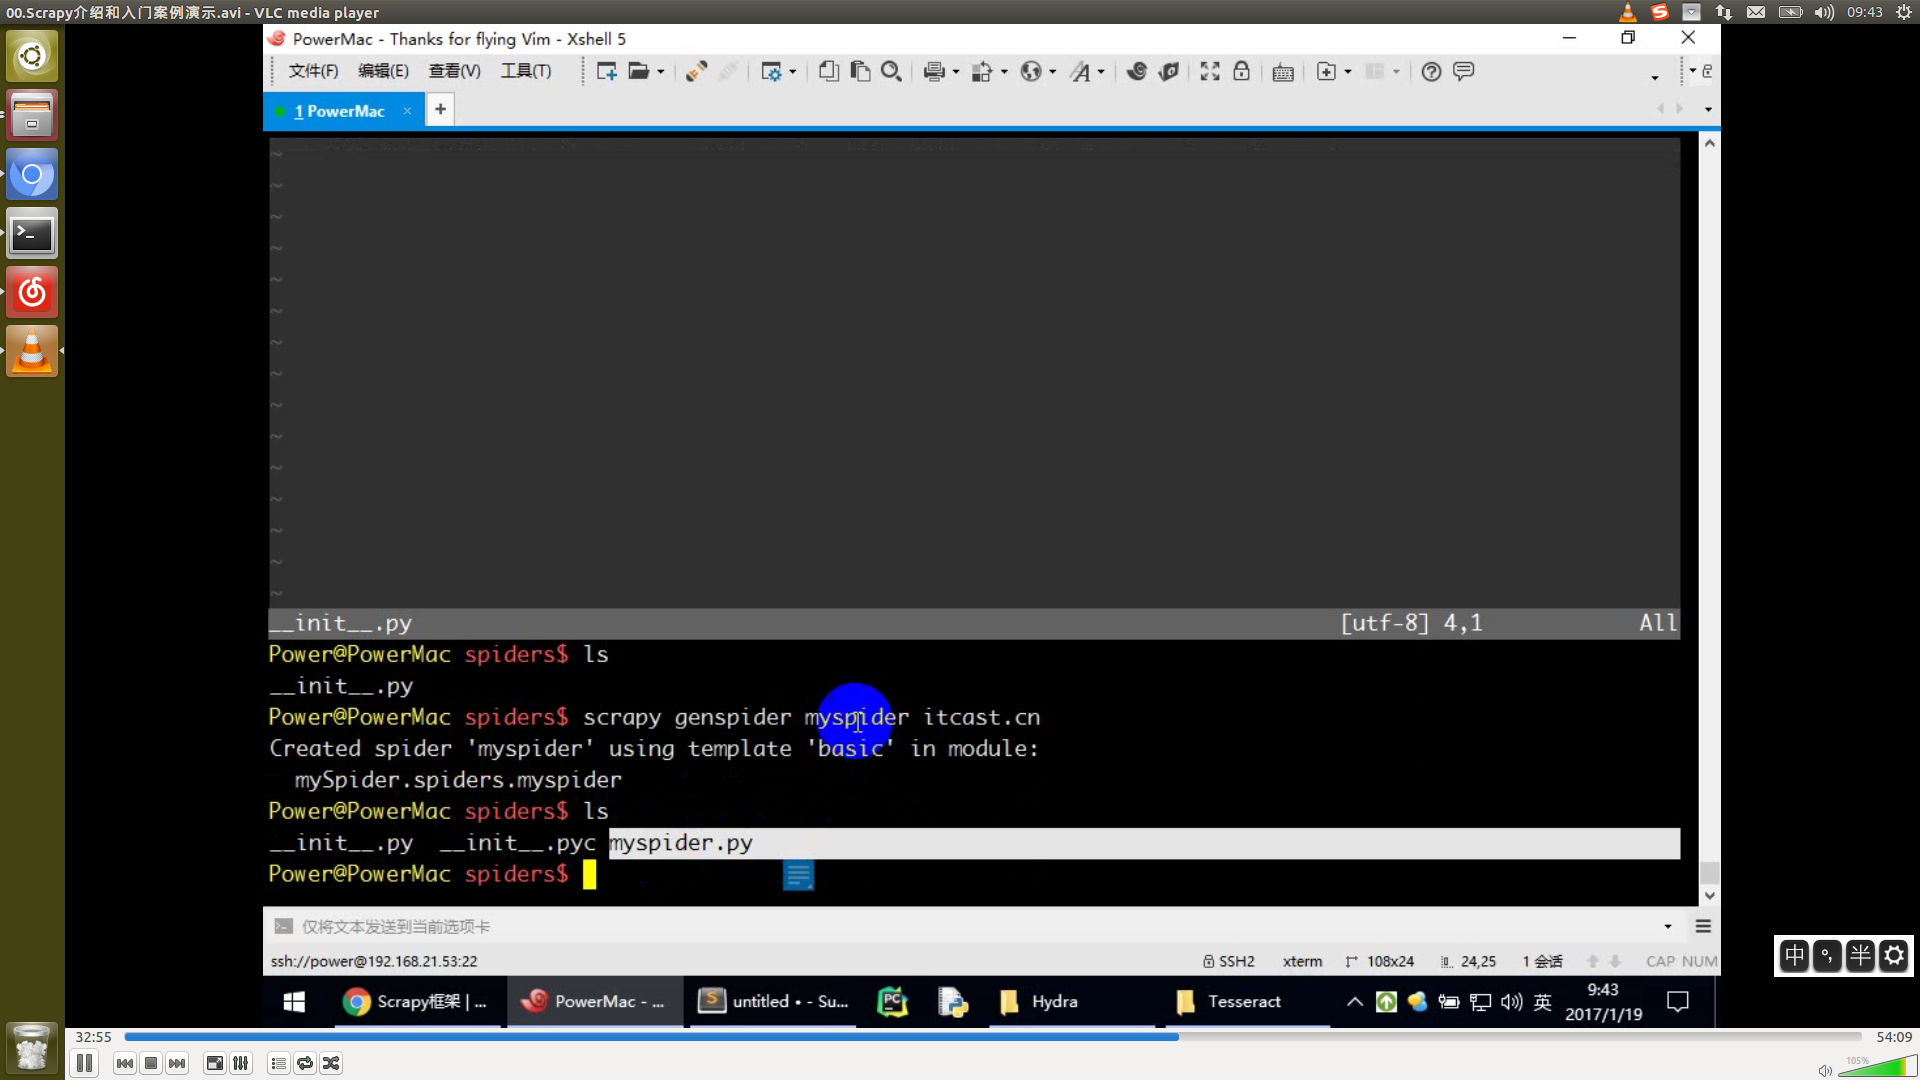 00.Scrapy介绍和入门案例演示.avi - VLC media player
09:43
PowerMac - Thanks for flying Vim - Xshell 5
文件(F) 编辑(E) 查看(V) 工具(T)
1 PowerMac
__init__.py [utf-8] 4,1 All
Power@PowerMac spiders$ ls
__init__.py
Power@PowerMac spiders$ scrapy genspider myspider itcast.cn
Created spider 'myspider' using template 'basic' in module:
mySpider.spiders.myspider
Power@PowerMac spiders$ ls
__init__.py __init__.pyc myspider.py
Power@PowerMac spiders$
仅将文本发送到当前选项卡
ssh://power@192.168.21.53:22 SSH2 xterm 108x24 24,25 1 会话 CAP NUM
中 °, 半
Scrapy框架 | ... PowerMac - ... untitled • - Su... Hydra Tesseract 英 9:43
2017/1/19
32:55 54:09
105%